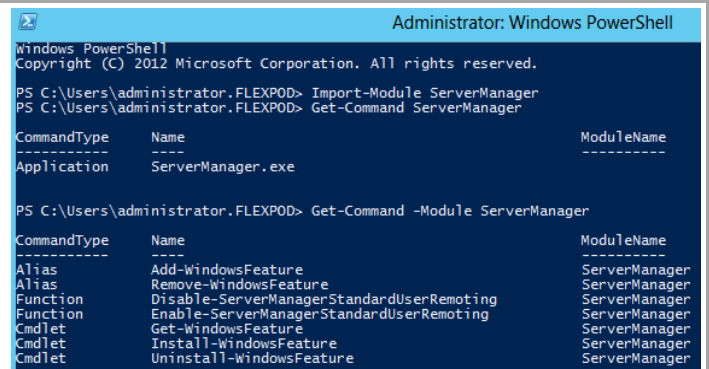 Administrator: Windows PowerShell
Windows PowerShell
Copyright (C) 2012 Microsoft Corporation. All rights reserved.
PS C:\Users\administrator.FLEXPOD> Import-Module ServerManager
PS C:\Users\administrator.FLEXPOD> Get-Command ServerManager
CommandType Name ModuleName
----------- ---- ----------
Application ServerManager.exe
PS C:\Users\administrator.FLEXPOD> Get-Command -Module ServerManager
CommandType Name ModuleName
----------- ---- ----------
Alias Add-WindowsFeature ServerManager
Alias Remove-WindowsFeature ServerManager
Function Disable-ServerManagerStandardUserRemoting ServerManager
Function Enable-ServerManagerStandardUserRemoting ServerManager
Cmdlet Get-WindowsFeature ServerManager
Cmdlet Install-WindowsFeature ServerManager
Cmdlet Uninstall-WindowsFeature ServerManager